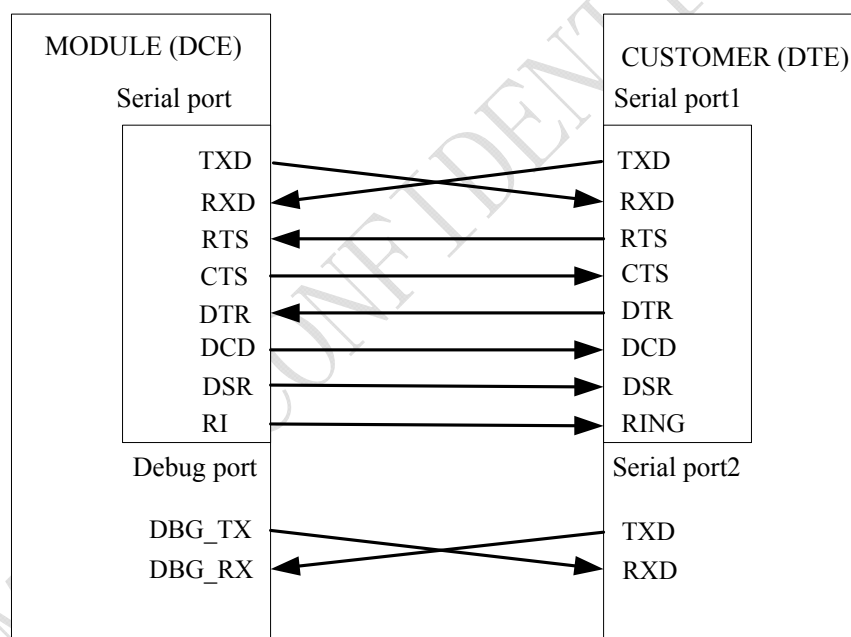 MODULE (DCE)
Serial port
TXD
RXD
RTS
CTS
DTR
DCD
DSR
RI
Debug port
DBG_TX
DBG_RX
CUSTOMER (DTE)
Serial port1
TXD
RXD
RTS
CTS
DTR
DCD
DSR
RING
Serial port2
TXD
RXD
CONFIDENT